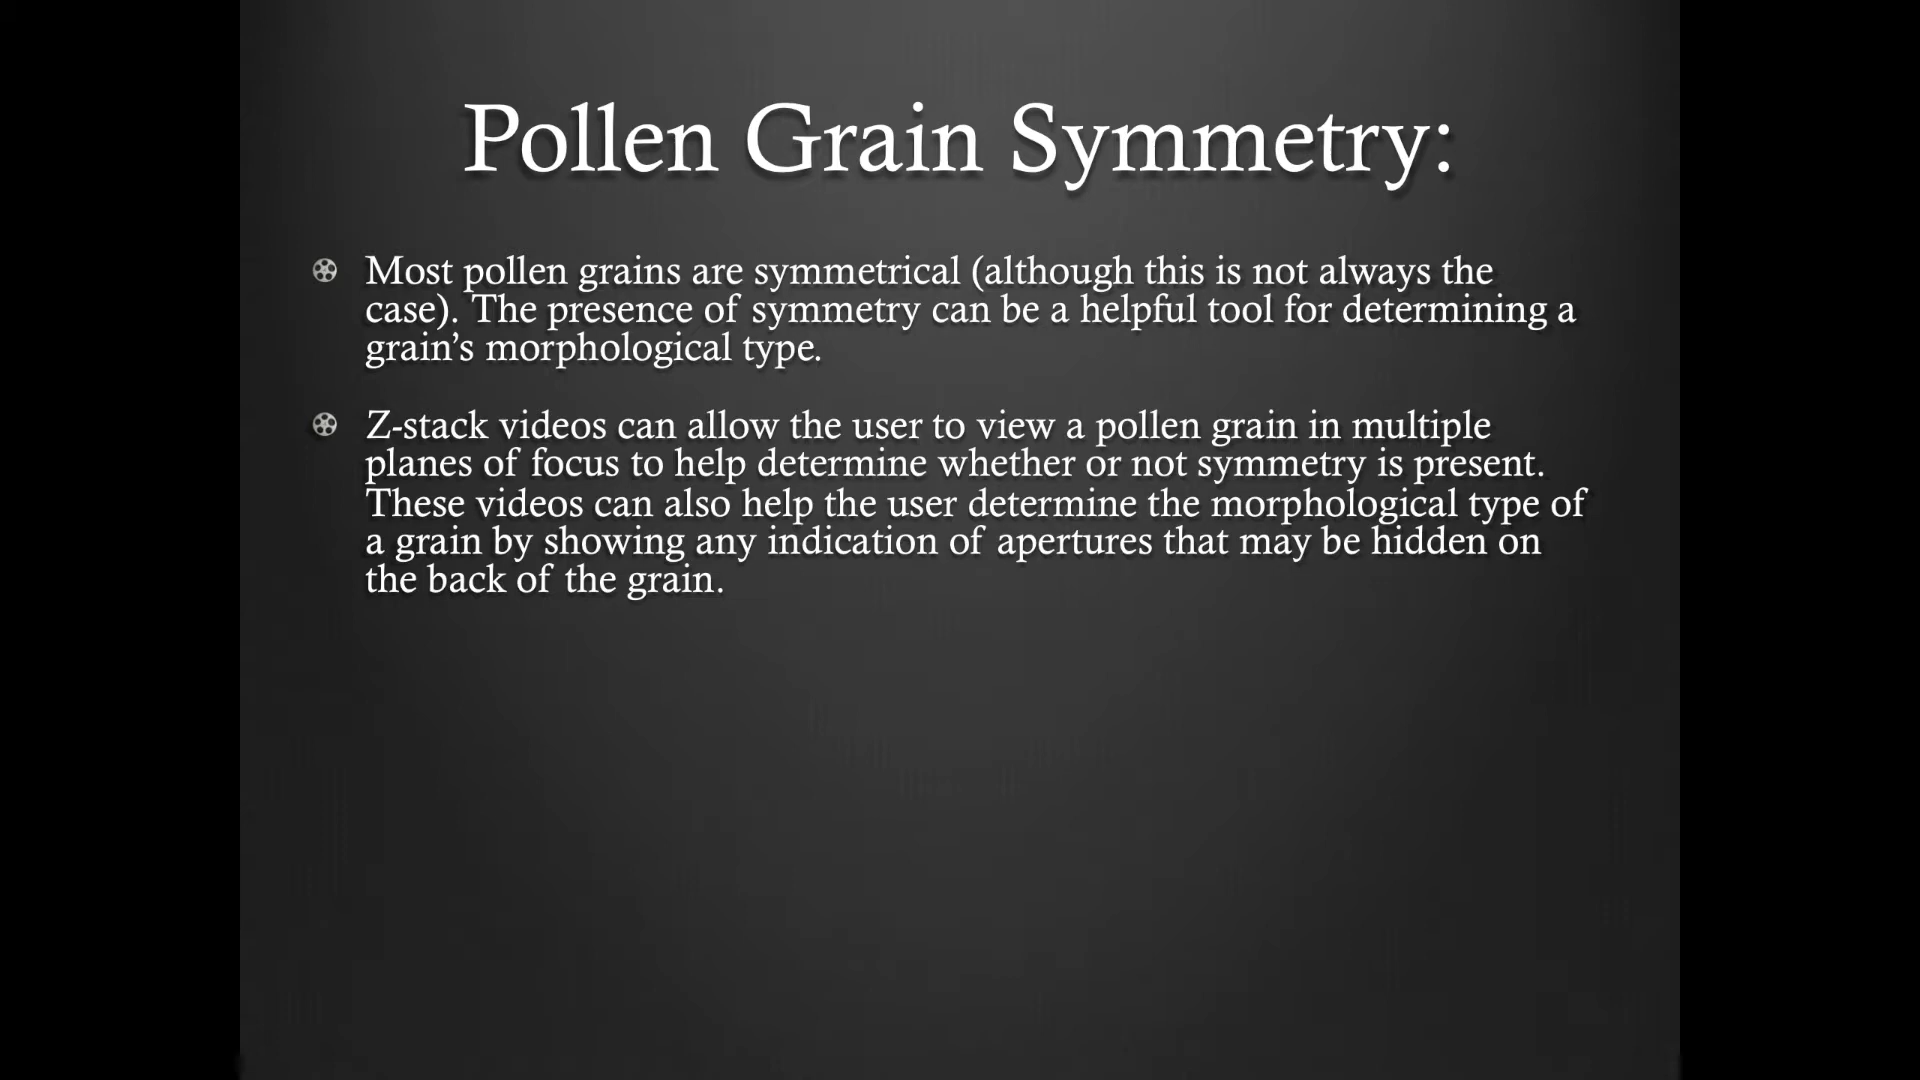 Pollen Grain Symmetry:
Most pollen grains are symmetrical (although this is not always the
case). The presence of symmetry can be a helpful tool for determining a
grain’s morphological type.
Z-stack videos can allow the user to view a pollen grain in multiple
planes of focus to help determine whether or not symmetry is present.
These videos can also help the user determine the morphological type of
a grain by showing any indication of apertures that may be hidden on
the back of the grain.